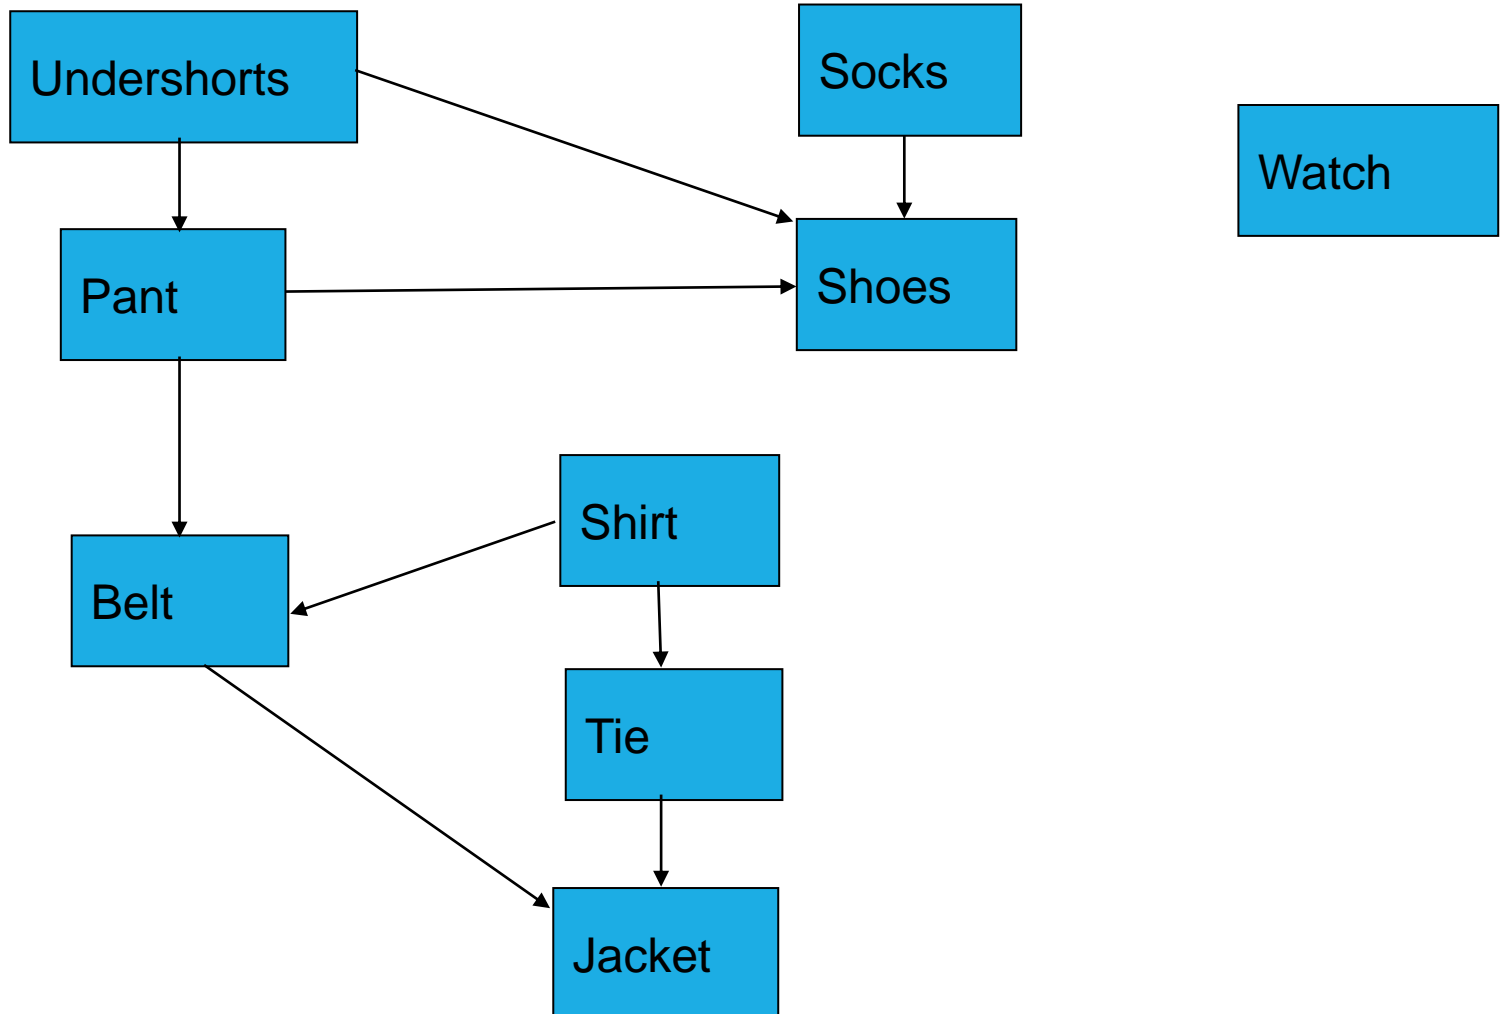 Undershorts
Socks
Watch
Pant
Shoes
Shirt
Belt
Tie
Jacket